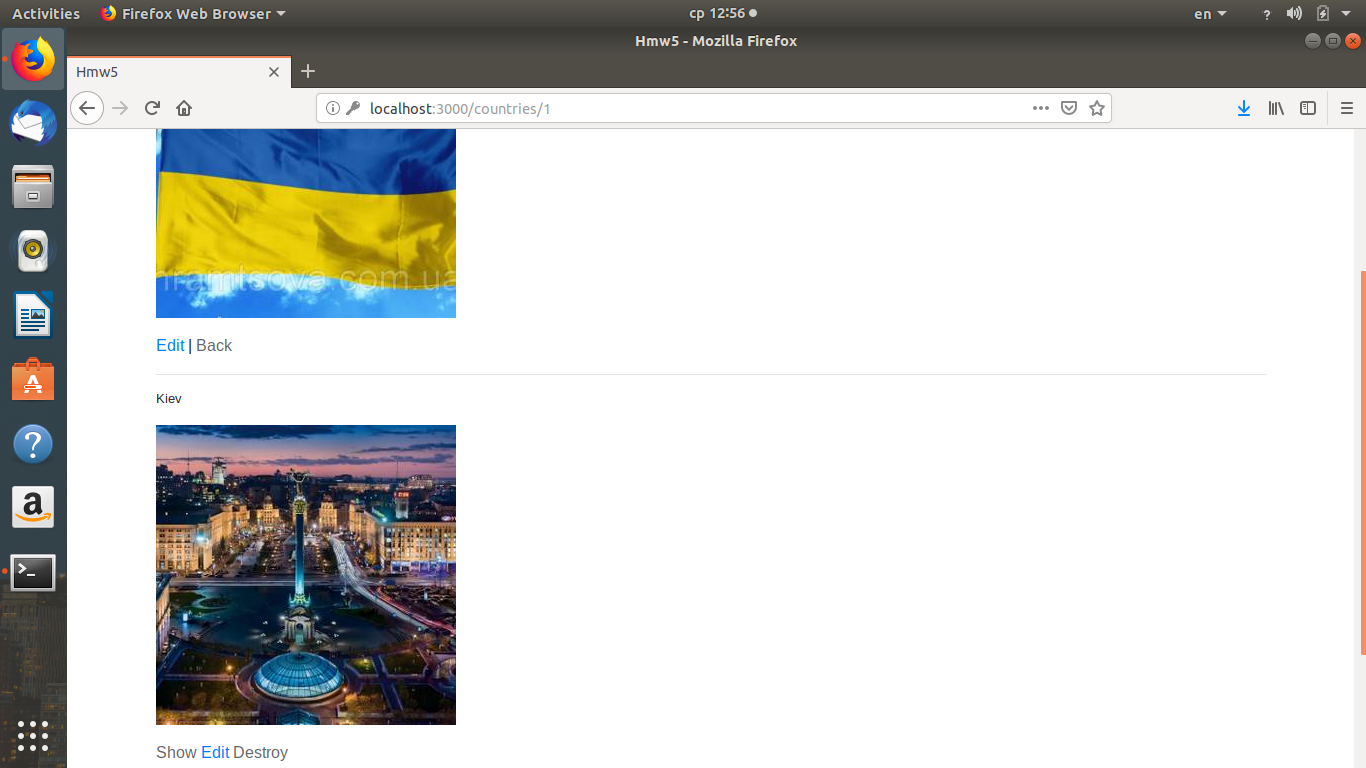 Activities Firefox Web Browser ср 12:56 en ?
Hmw5 - Mozilla Firefox
Hmw5
localhost:3000/countries/1
hramtsova.com.ua
Edit | Back
Kiev
Show Edit Destroy